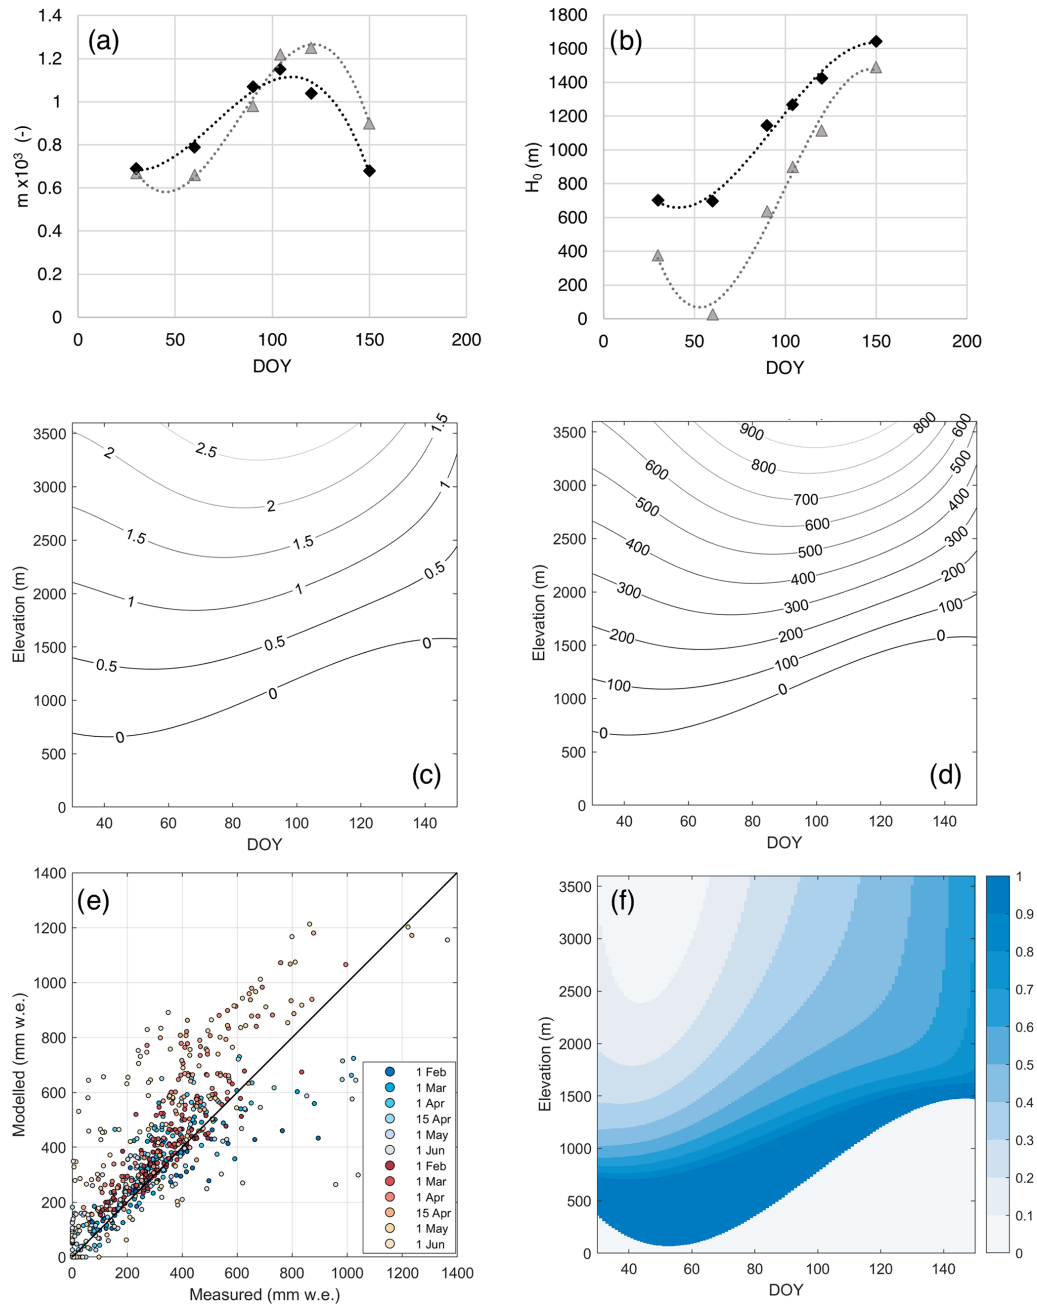 (a)
1.4
1.2
1
0.8
0.6
0.4
0.2
0
m x10³ (-)
0 50 100 150 200
DOY
(b)
1800
1600
1400
1200
1000
800
600
400
200
0
H₀ (m)
0 50 100 150 200
DOY
3500
3000
2500
2000
1500
1000
500
0
Elevation (m)
2 2.5 1.5
2 1
1.5 1.5
1 1 0.5
0.5 0.5 0
0 0
(c)
40 60 80 100 120 140
DOY
3500
3000
2500
2000
1500
1000
500
0
Elevation (m)
900 800 600
600 800 500
500 700 400
600
400 500 300
300 400 200
200 300 100
200 0
100 100
0 0
(d)
40 60 80 100 120 140
DOY
(e)
1400
1200
1000
800
600
400
200
0
Modelled (mm w.e.)
1 Feb
1 Mar
1 Apr
15 Apr
1 May
1 Jun
1 Feb
1 Mar
1 Apr
15 Apr
1 May
1 Jun
0 200 400 600 800 1000 1200 1400
Measured (mm w.e.)
(f)
3500
3000
2500
2000
1500
1000
500
0
Elevation (m)
40 60 80 100 120 140
DOY
1
0.9
0.8
0.7
0.6
0.5
0.4
0.3
0.2
0.1
0